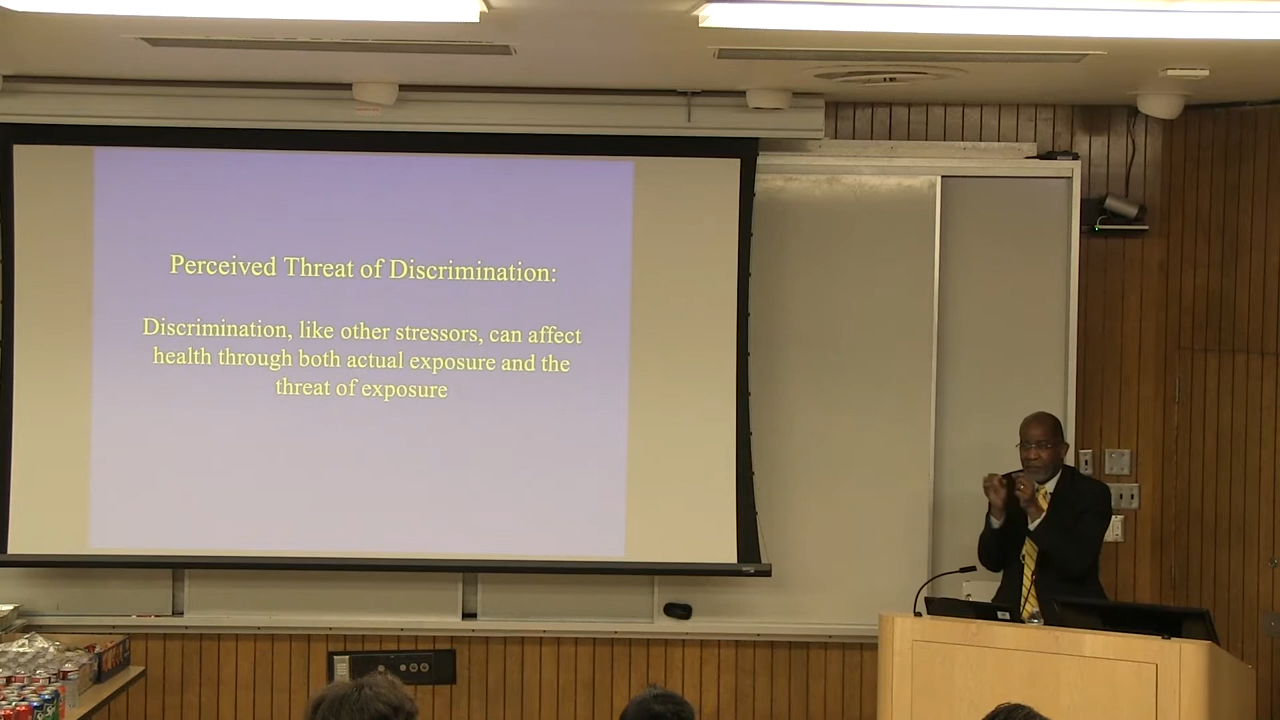 Perceived Threat of Discrimination:
Discrimination, like other stressors, can affect
health through both actual exposure and the
threat of exposure